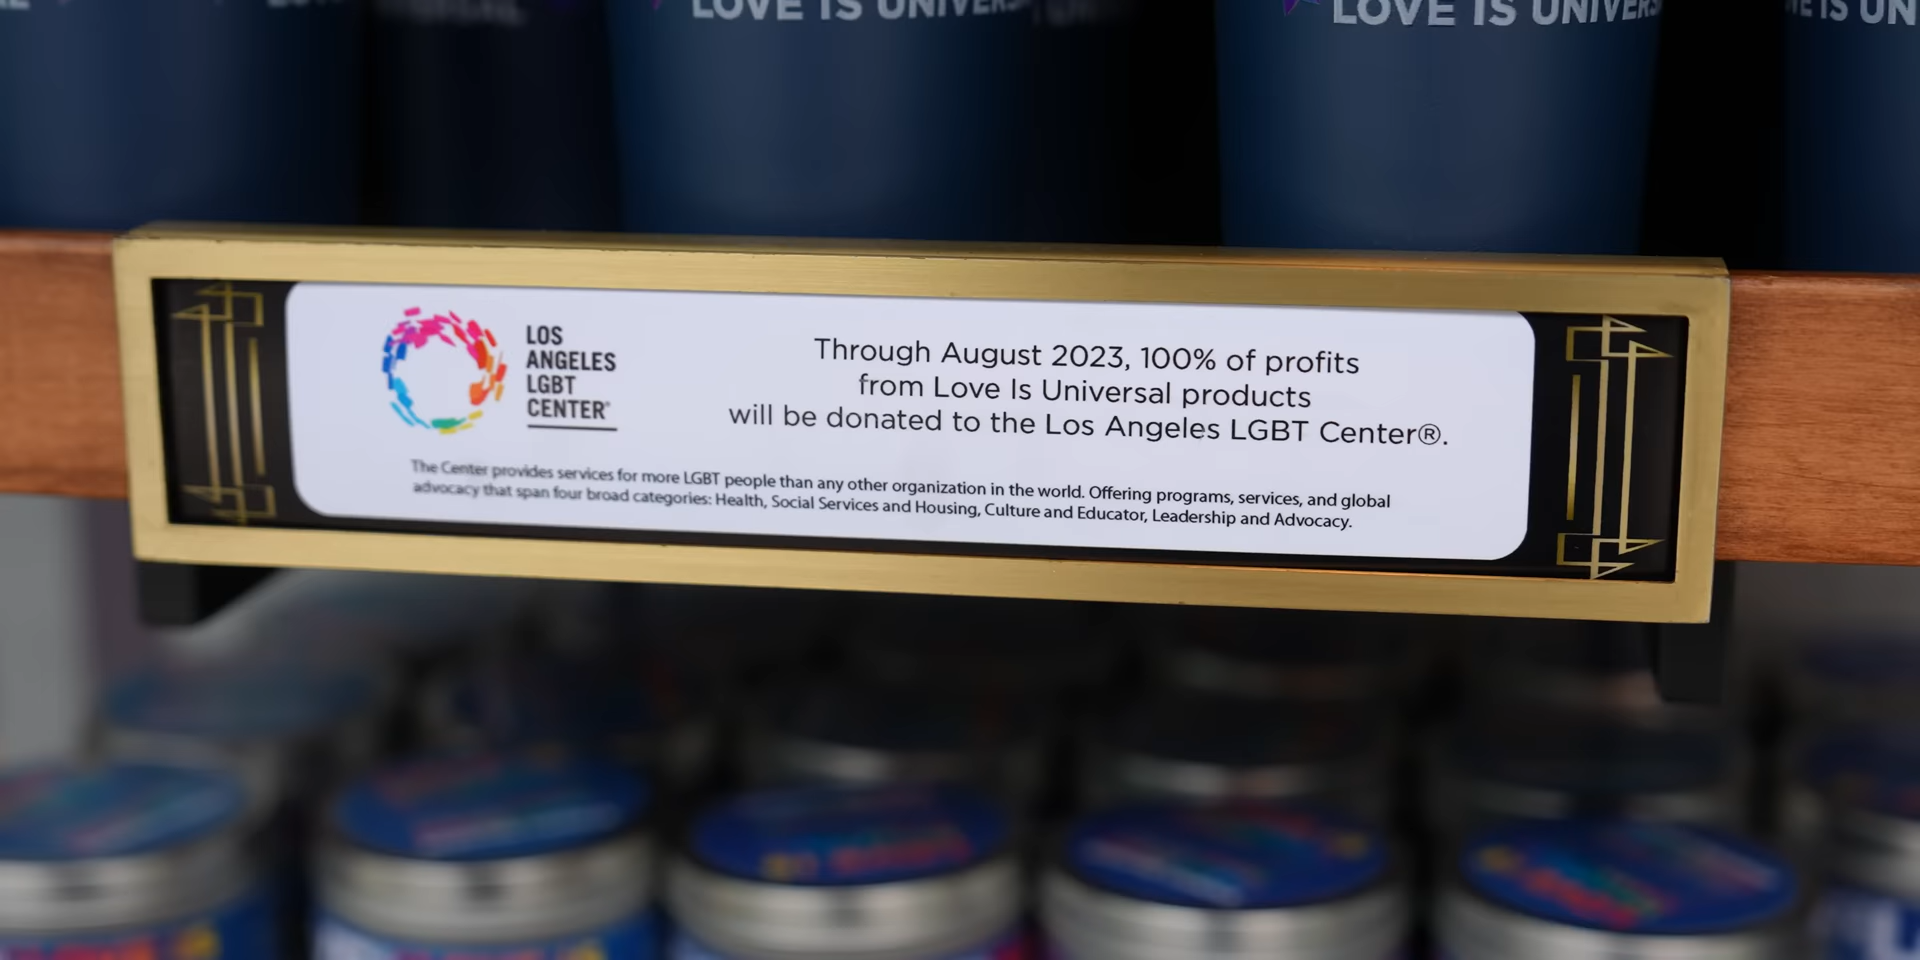 LOVE IS UNIVERS
LOVE IS UNIVERS
E IS UN
LOS
ANGELES
LGBT
CENTER®
Through August 2023, 100% of profits
from Love Is Universal products
will be donated to the Los Angeles LGBT Center®.
The Center provides services for more LGBT people than any other organization in the world. Offering programs, services, and global
advocacy that span four broad categories: Health, Social Services and Housing, Culture and Educator, Leadership and Advocacy.